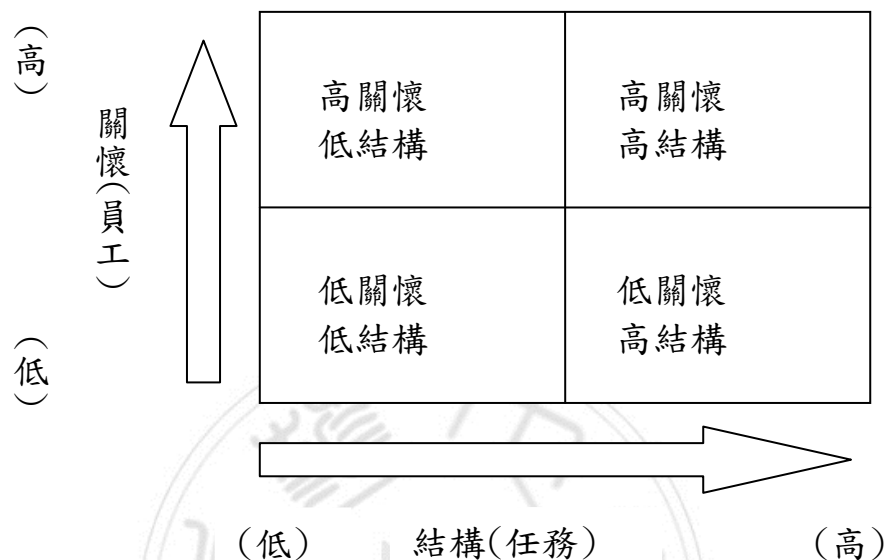 (高)
關懷(員工)
(低)
高關懷
低結構
高關懷
高結構
低關懷
低結構
低關懷
高結構
(低)
結構(任務)
(高)